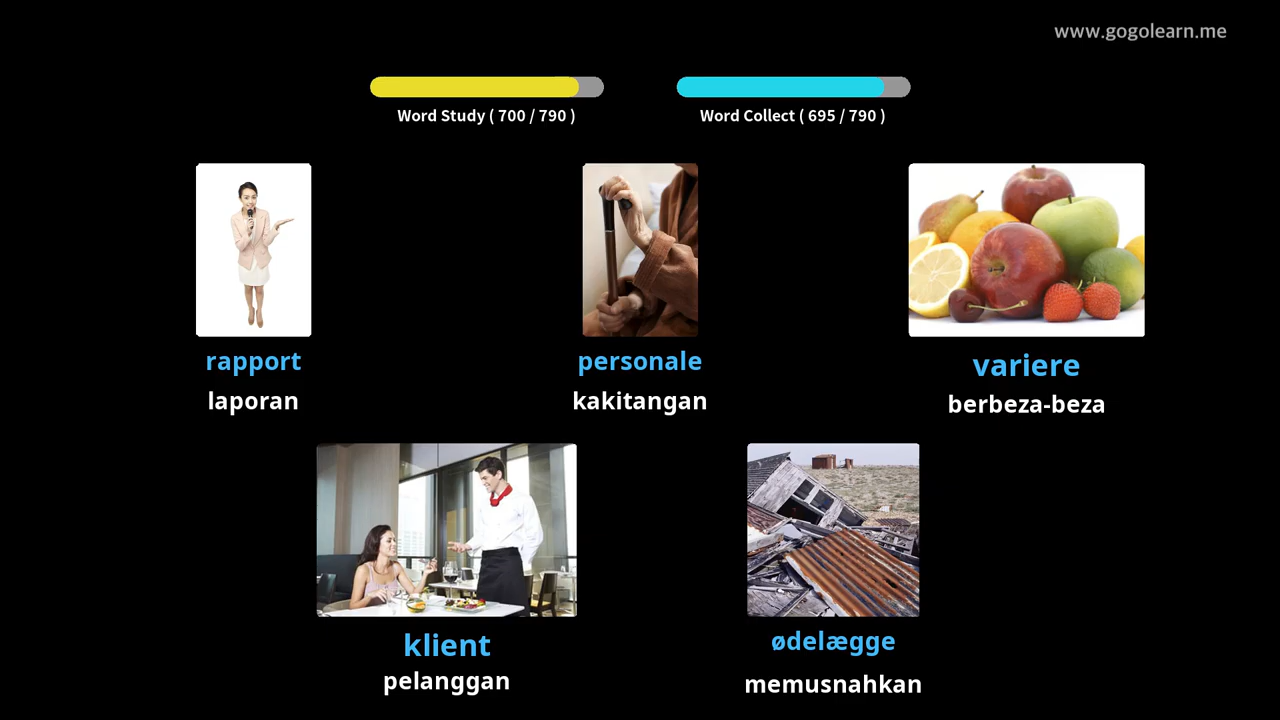 www.gogolearn.me
Word Study ( 700 / 790 )
Word Collect ( 695 / 790 )
rapport
laporan
personale
kakitangan
variere
berbeza-beza
klient
pelanggan
ødelægge
memusnahkan